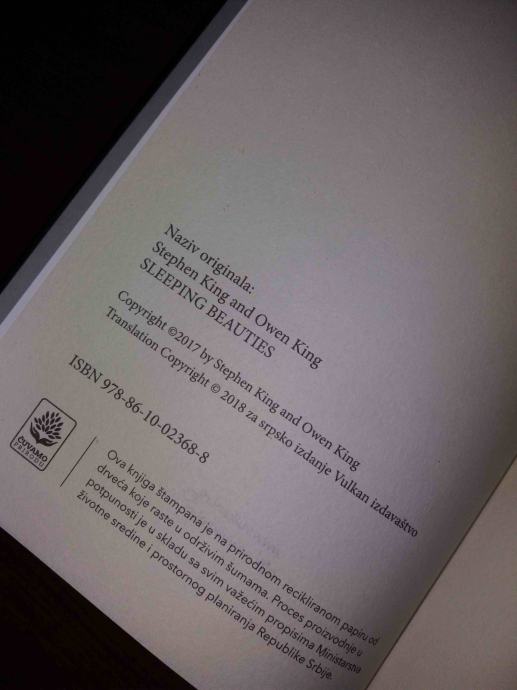 Naziv originala:
Stephen King and Owen King
SLEEPING BEAUTIES
Copyright ©2017 by Stephen King and Owen King
Translation Copyright © 2018 za srpsko izdanje Vulkan izdavaštvo
ISBN 978-86-10-02368-8
ČUVAMO
PRIRODU
Ova knjiga štampana je na prirodnom recikliranom papiru od
drveća koje raste u održivim šumama. Proces proizvodnje u
potpunosti je u skladu sa svim važećim propisima Ministarstva
životne sredine i prostornog planiranja Republike Srbije.